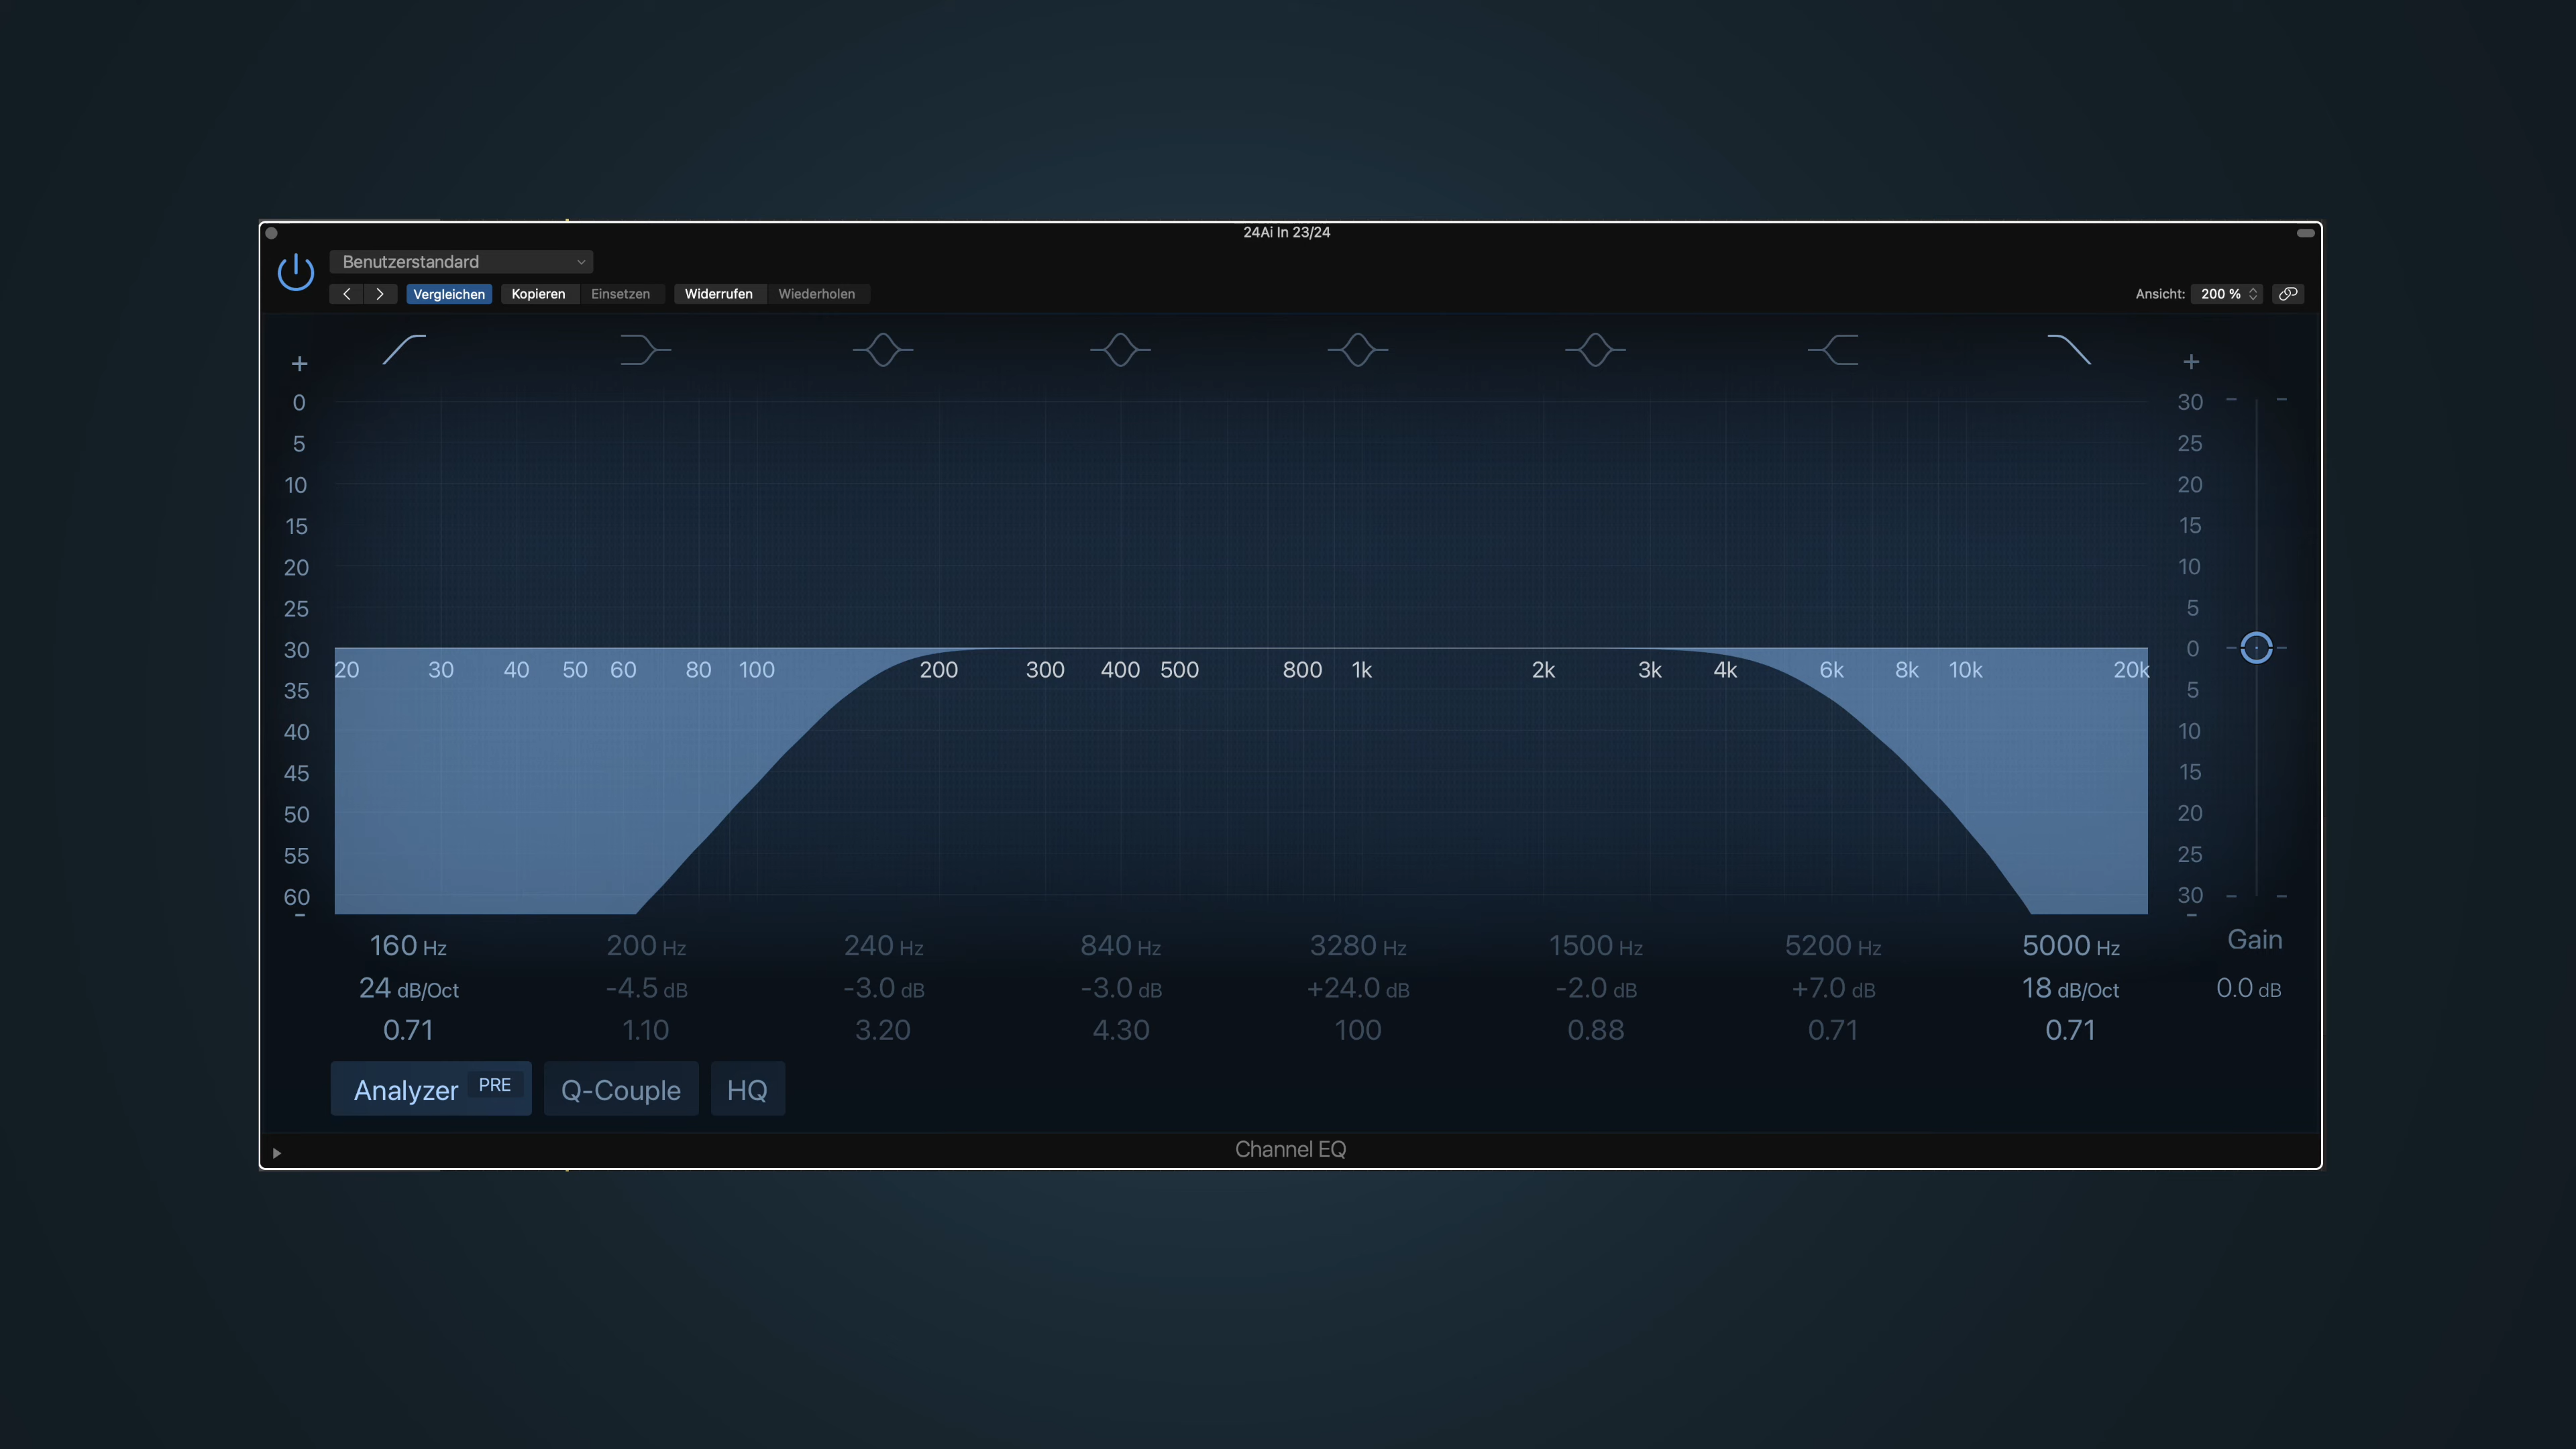 24Ai In 23/24
Benutzerstandard
Vergleichen Kopieren Einsetzen Widerrufen Wiederholen Ansicht: 200 %
+ +
0 30
5 25
10 20
15 15
20 10
25 5
30 0
20 30 40 50 60 80 100 200 300 400 500 800 1k 2k 3k 4k 6k 8k 10k 20k
35 5
40 10
45 15
50 20
55 25
60 30
- -
160 Hz 200 Hz 240 Hz 840 Hz 3280 Hz 1500 Hz 5200 Hz 5000 Hz Gain
24 dB/Oct -4.5 dB -3.0 dB -3.0 dB +24.0 dB -2.0 dB +7.0 dB 18 dB/Oct 0.0 dB
0.71 1.10 3.20 4.30 100 0.88 0.71 0.71
Analyzer PRE Q-Couple HQ
Channel EQ